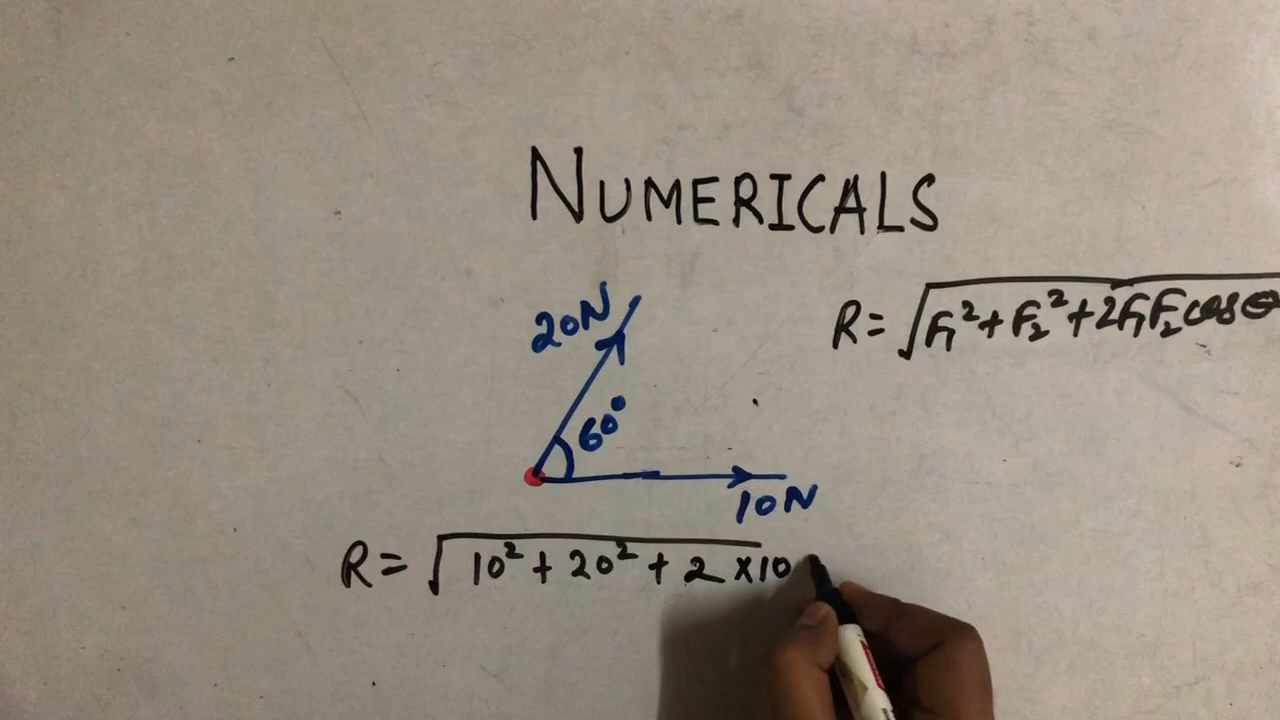 NUMERICALS
20N
R = √F₁² + F₂² + 2F₁F₂cosθ
60°
10N
R = √10² + 20² + 2 × 10